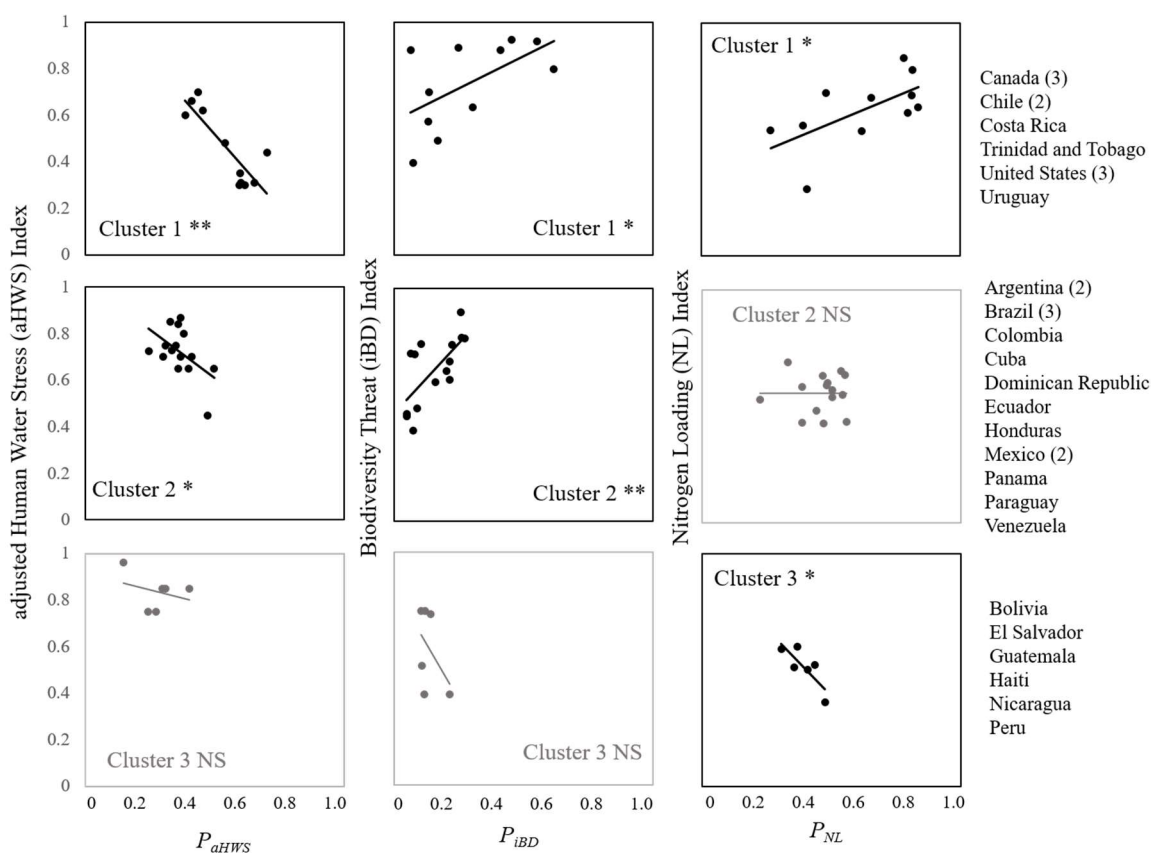 adjusted Human Water Stress (aHWS) Index
Biodiversity Threat (iBD) Index
Nitrogen Loading (NL) Index
1
0.8
0.6
0.4
0.2
0
Cluster 1 **
Cluster 1 *
Cluster 1 *
Canada (3)
Chile (2)
Costa Rica
Trinidad and Tobago
United States (3)
Uruguay
1
0.8
0.6
0.4
0.2
0
Cluster 2 *
Cluster 2 **
Cluster 2 NS
Argentina (2)
Brazil (3)
Colombia
Cuba
Dominican Republic
Ecuador
Honduras
Mexico (2)
Panama
Paraguay
Venezuela
1
0.8
0.6
0.4
0.2
0
Cluster 3 NS
Cluster 3 NS
Cluster 3 *
Bolivia
El Salvador
Guatemala
Haiti
Nicaragua
Peru
0 0.2 0.4 0.6 0.8 1.0
0 0.2 0.4 0.6 0.8 1.0
0 0.2 0.4 0.6 0.8 1.0
PaHWS
PiBD
PNL